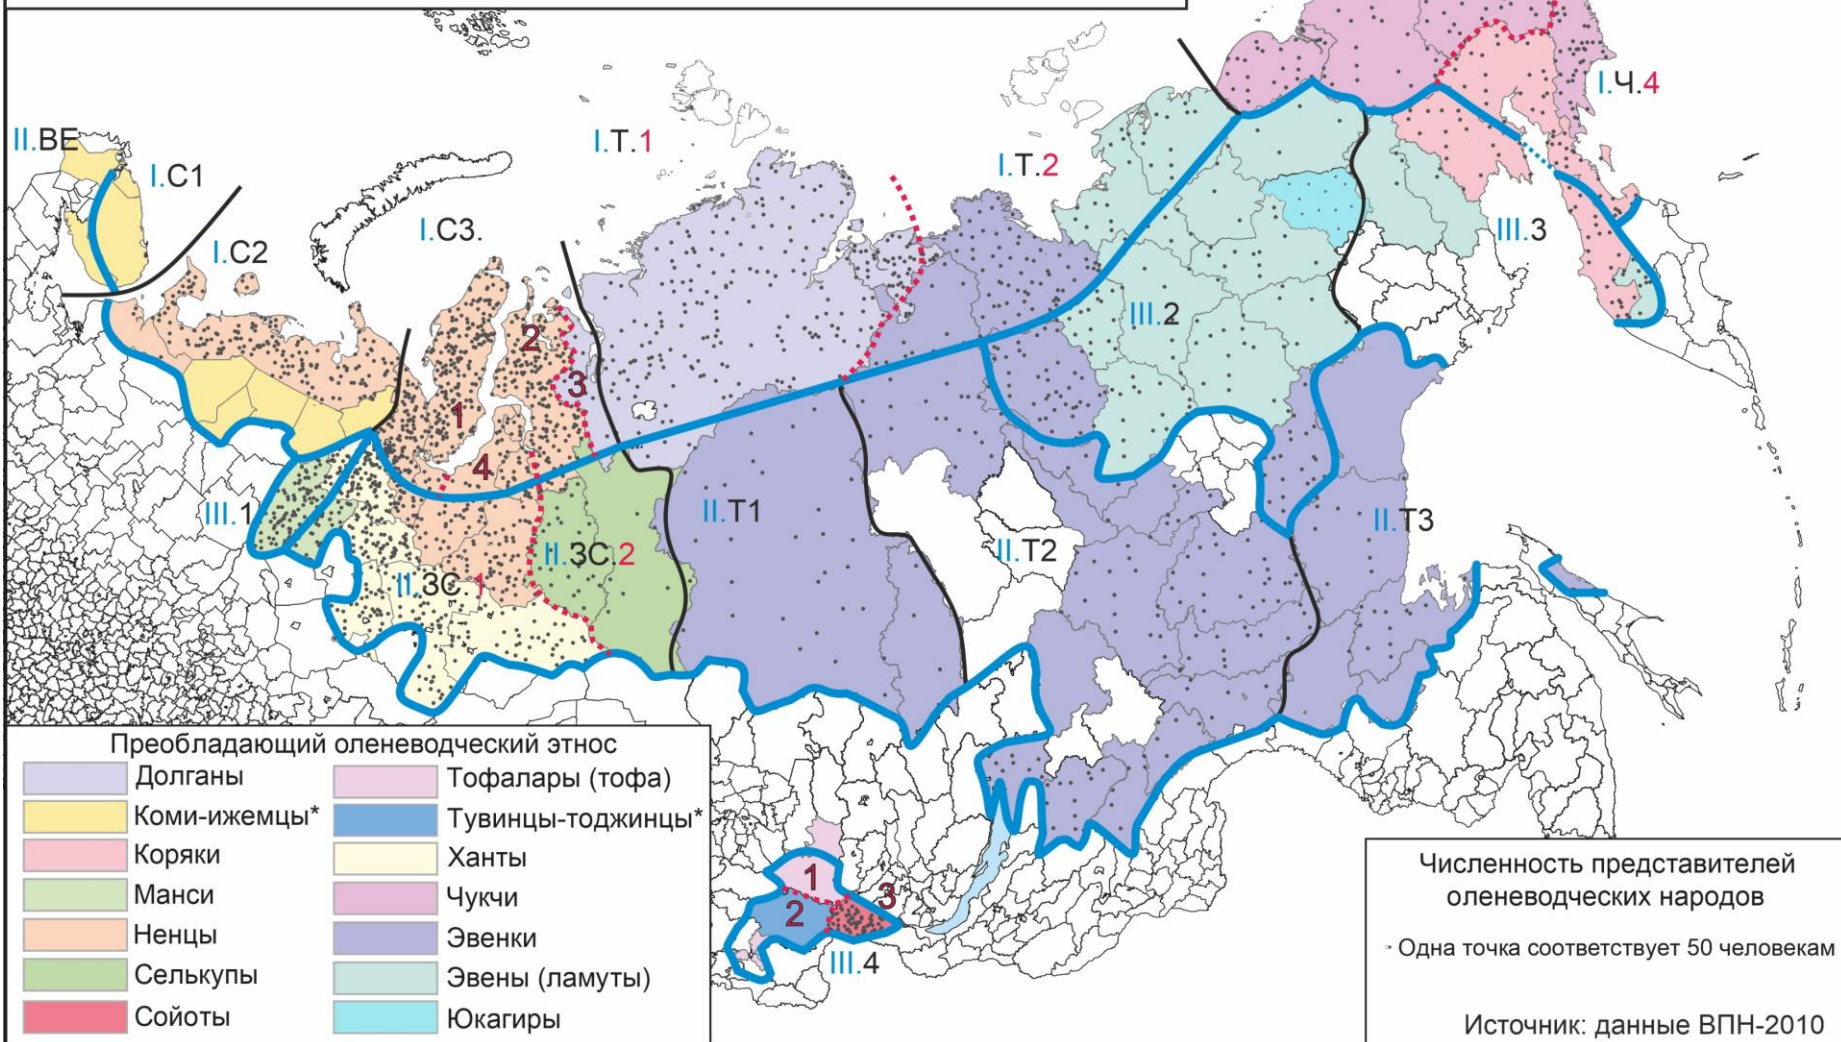 II.ВЕ
I.С1
I.С2
I.С3.
I.Т.1
I.Т.2
I.Ч.4
1
2
3
4
III.1
II.ЗС 1
II.ЗС.2
II.Т1
II.Т2
II.Т3
III.2
III.3
1
2
3
III.4
Преобладающий оленеводческий этнос
Долганы
Коми-ижемцы*
Коряки
Манси
Ненцы
Селькупы
Сойоты
Тофалары (тофа)
Тувинцы-тоджинцы*
Ханты
Чукчи
Эвенки
Эвены (ламуты)
Юкагиры
Численность представителей
оленеводческих народов
Одна точка соответствует 50 человекам
Источник: данные ВПН-2010